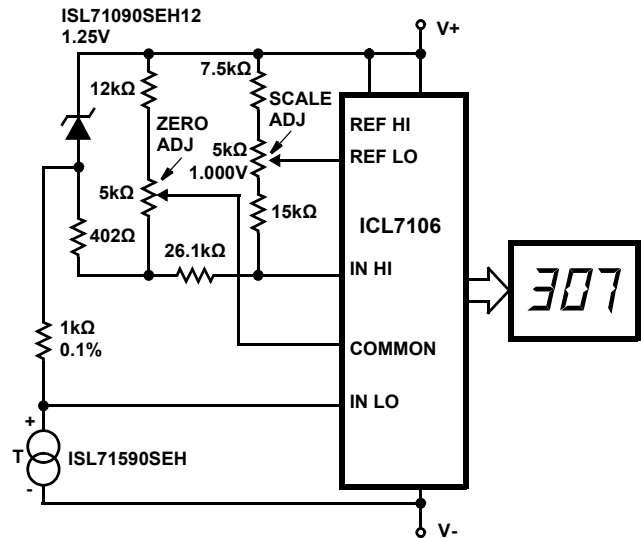 ISL71090SEH12
1.25V
V+
7.5kΩ
12kΩ
SCALE
ADJ
ZERO
ADJ
REF HI
5kΩ
1.000V
REF LO
5kΩ
15kΩ
ICL7106
402Ω
26.1kΩ
IN HI
307
1kΩ
0.1%
COMMON
IN LO
+
T
ISL71590SEH
-
V-